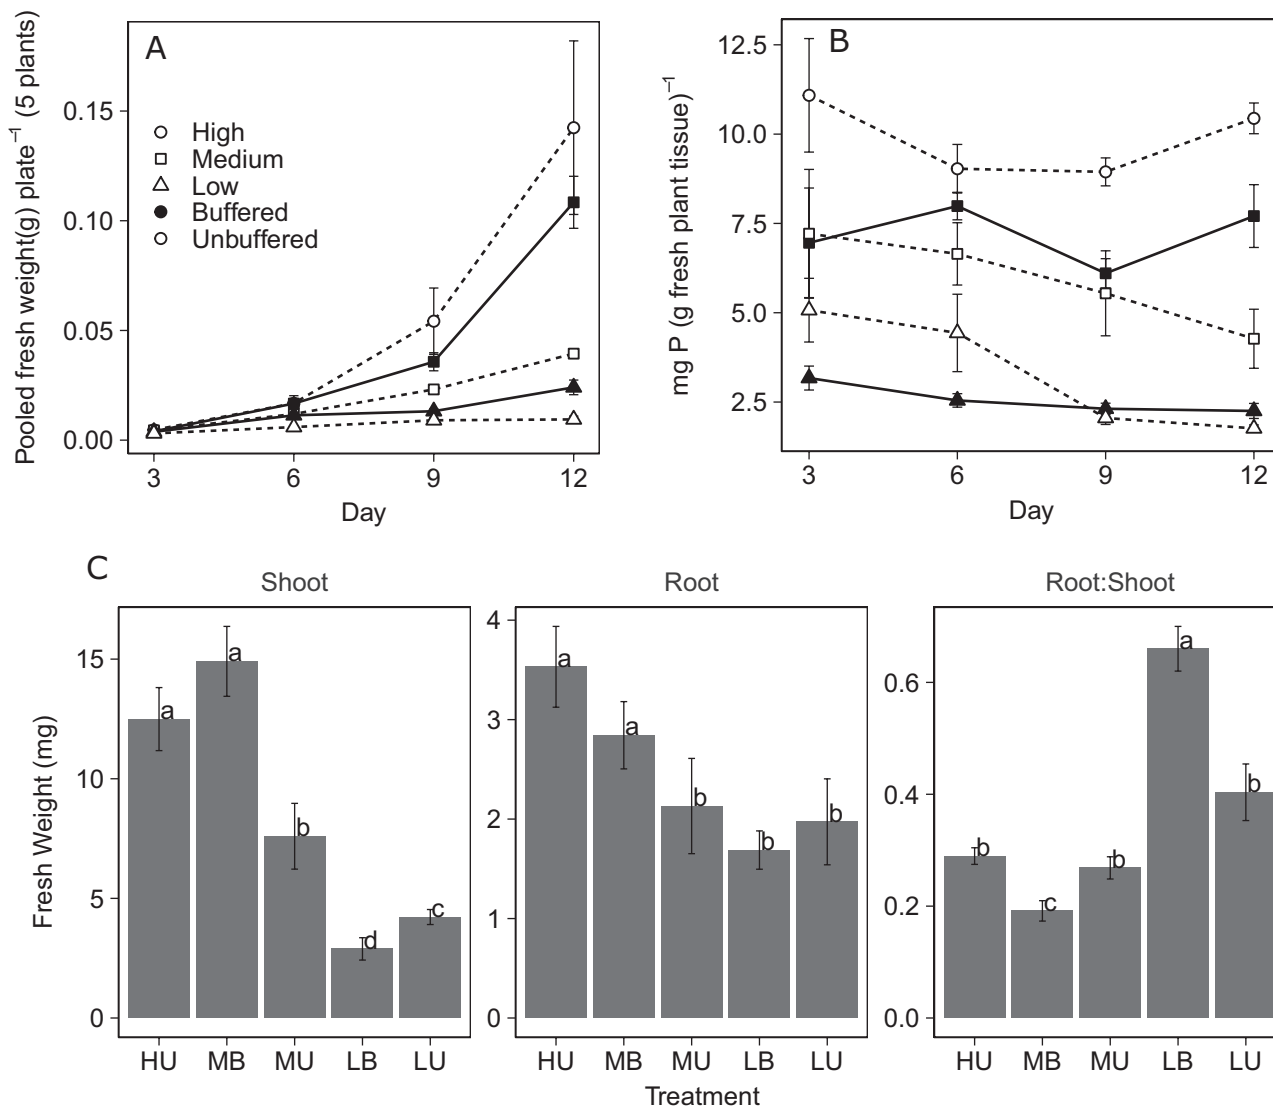 A
Pooled fresh weight(g) plate⁻¹ (5 plants)
0.15
0.10
0.05
0.00
High
Medium
Low
Buffered
Unbuffered
3 6 9 12
Day
B
mg P (g fresh plant tissue)⁻¹
12.5
10.0
7.5
5.0
2.5
3 6 9 12
Day
C
Fresh Weight (mg)
Shoot
15
10
5
0
a a b d c
HU MB MU LB LU
Root
4
3
2
1
0
a a b b b
HU MB MU LB LU
Root:Shoot
0.6
0.4
0.2
0.0
b c b a b
HU MB MU LB LU
Treatment